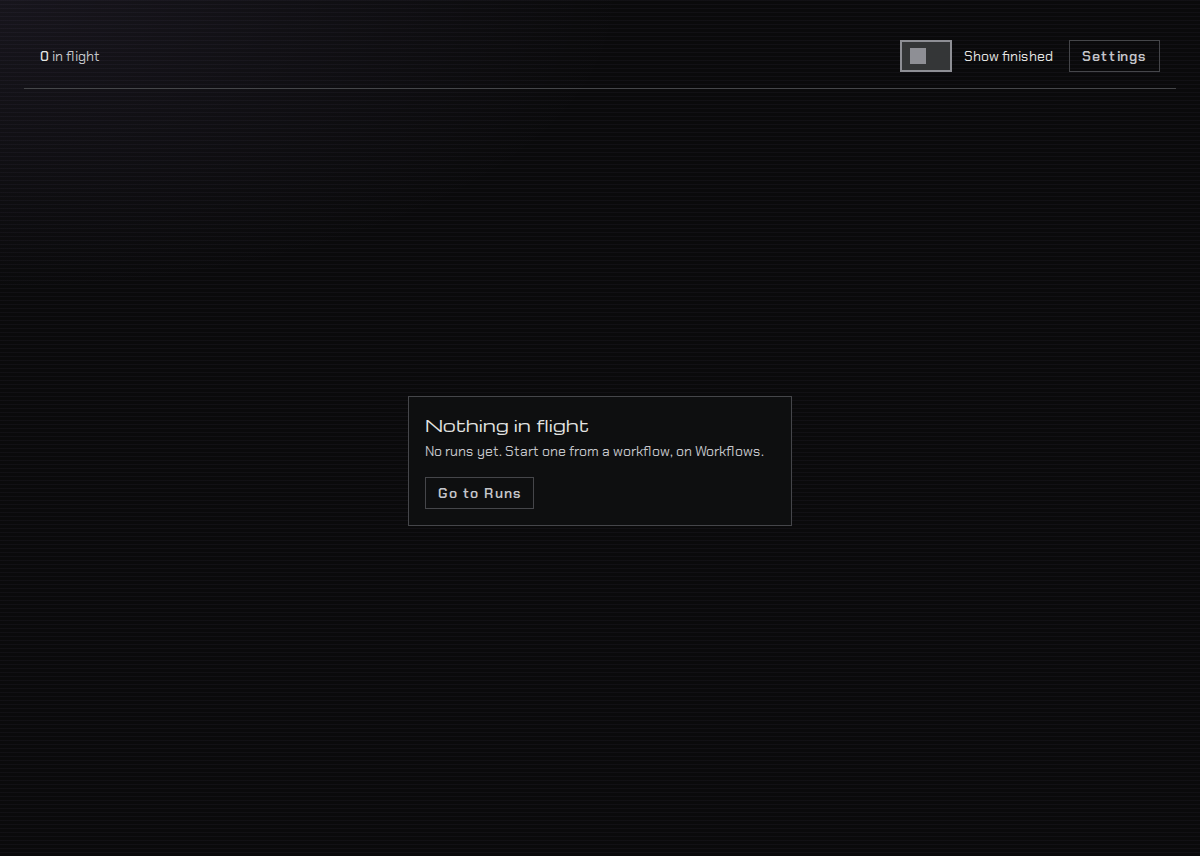 0 in flight
Show finished
Settings
Nothing in flight
No runs yet. Start one from a workflow, on Workflows.
Go to Runs